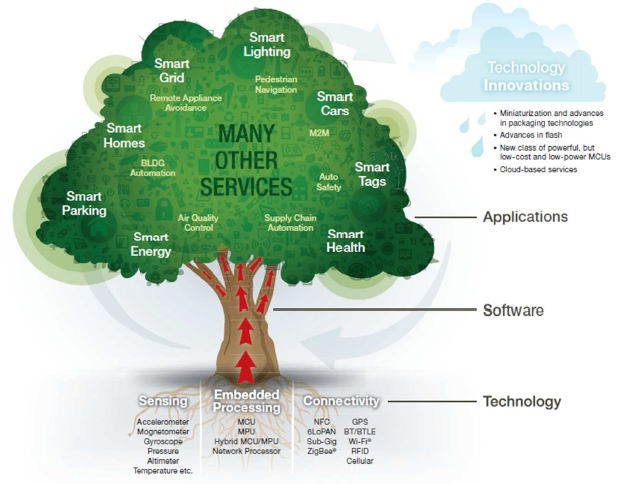 Smart
Lighting
Smart
Grid
Pedestrian
Navigation
Remote Appliance
Avoidance
Smart
Cars
Smart
Homes
MANY
OTHER
SERVICES
M2M
BLDG
Automation
Auto
Safety
Smart
Tags
Smart
Parking
Air Quality
Control
Supply Chain
Automation
Smart
Energy
Smart
Health
Technology
Innovations
• Miniaturization and advances
in packaging technologies
• Advances in flash
• New class of powerful, but
low-cost and low-power MCUs
• Cloud-based services
Applications
Software
Technology
Sensing
Accelerometer
Magnetometer
Gyroscope
Pressure
Altimeter
Temperature etc.
Embedded
Processing
MCU
MPU
Hybrid MCU/MPU
Network Processor
Connectivity
NFC GPS
6LoPAN BT/BTLE
Sub-Gig Wi-Fi®
ZigBee® RFID
Cellular